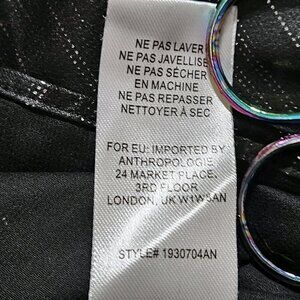 NE PAS LAVER
NE PAS JAVELLISE
NE PAS SÉCHER
EN MACHINE
NE PAS REPASSER
NETTOYER À SEC
FOR EU: IMPORTED BY
ANTHROPOLOGIE
24 MARKET PLACE,
3RD FLOOR
LONDON, UK W1W8AN
STYLE# 1930704AN